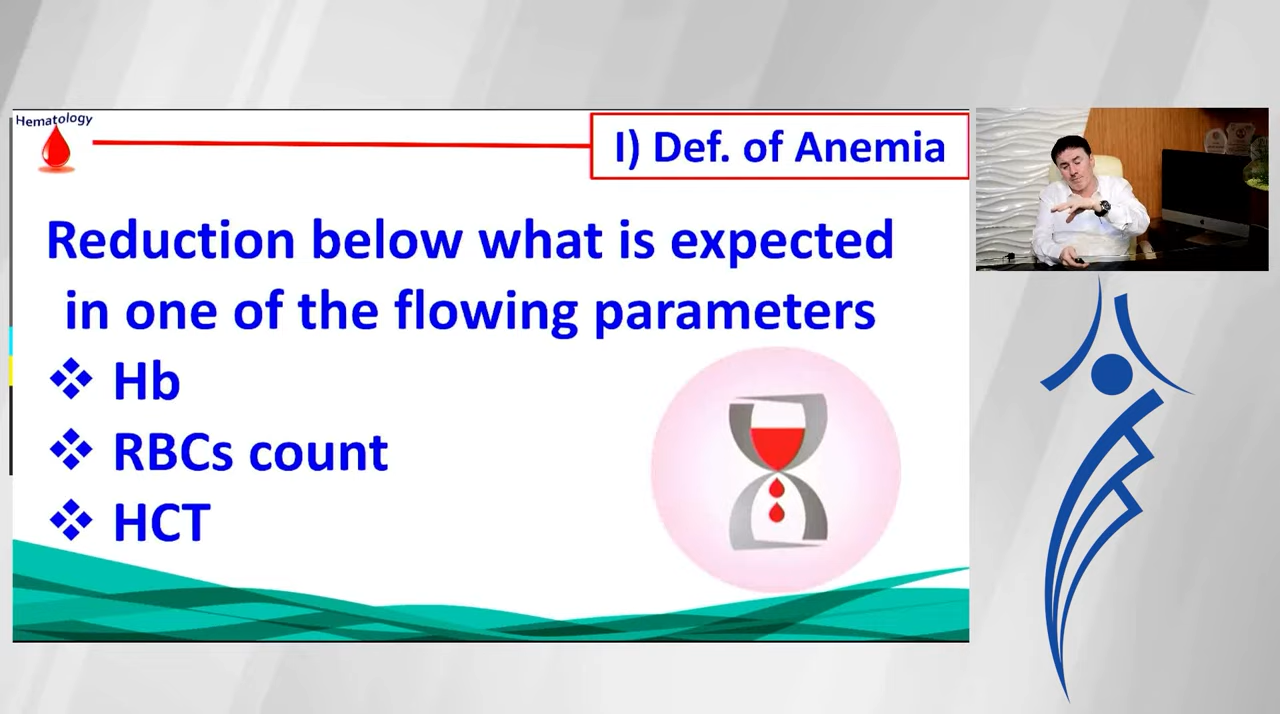 Hematology
I) Def. of Anemia
Reduction below what is expected
in one of the flowing parameters
❖ Hb
❖ RBCs count
❖ HCT